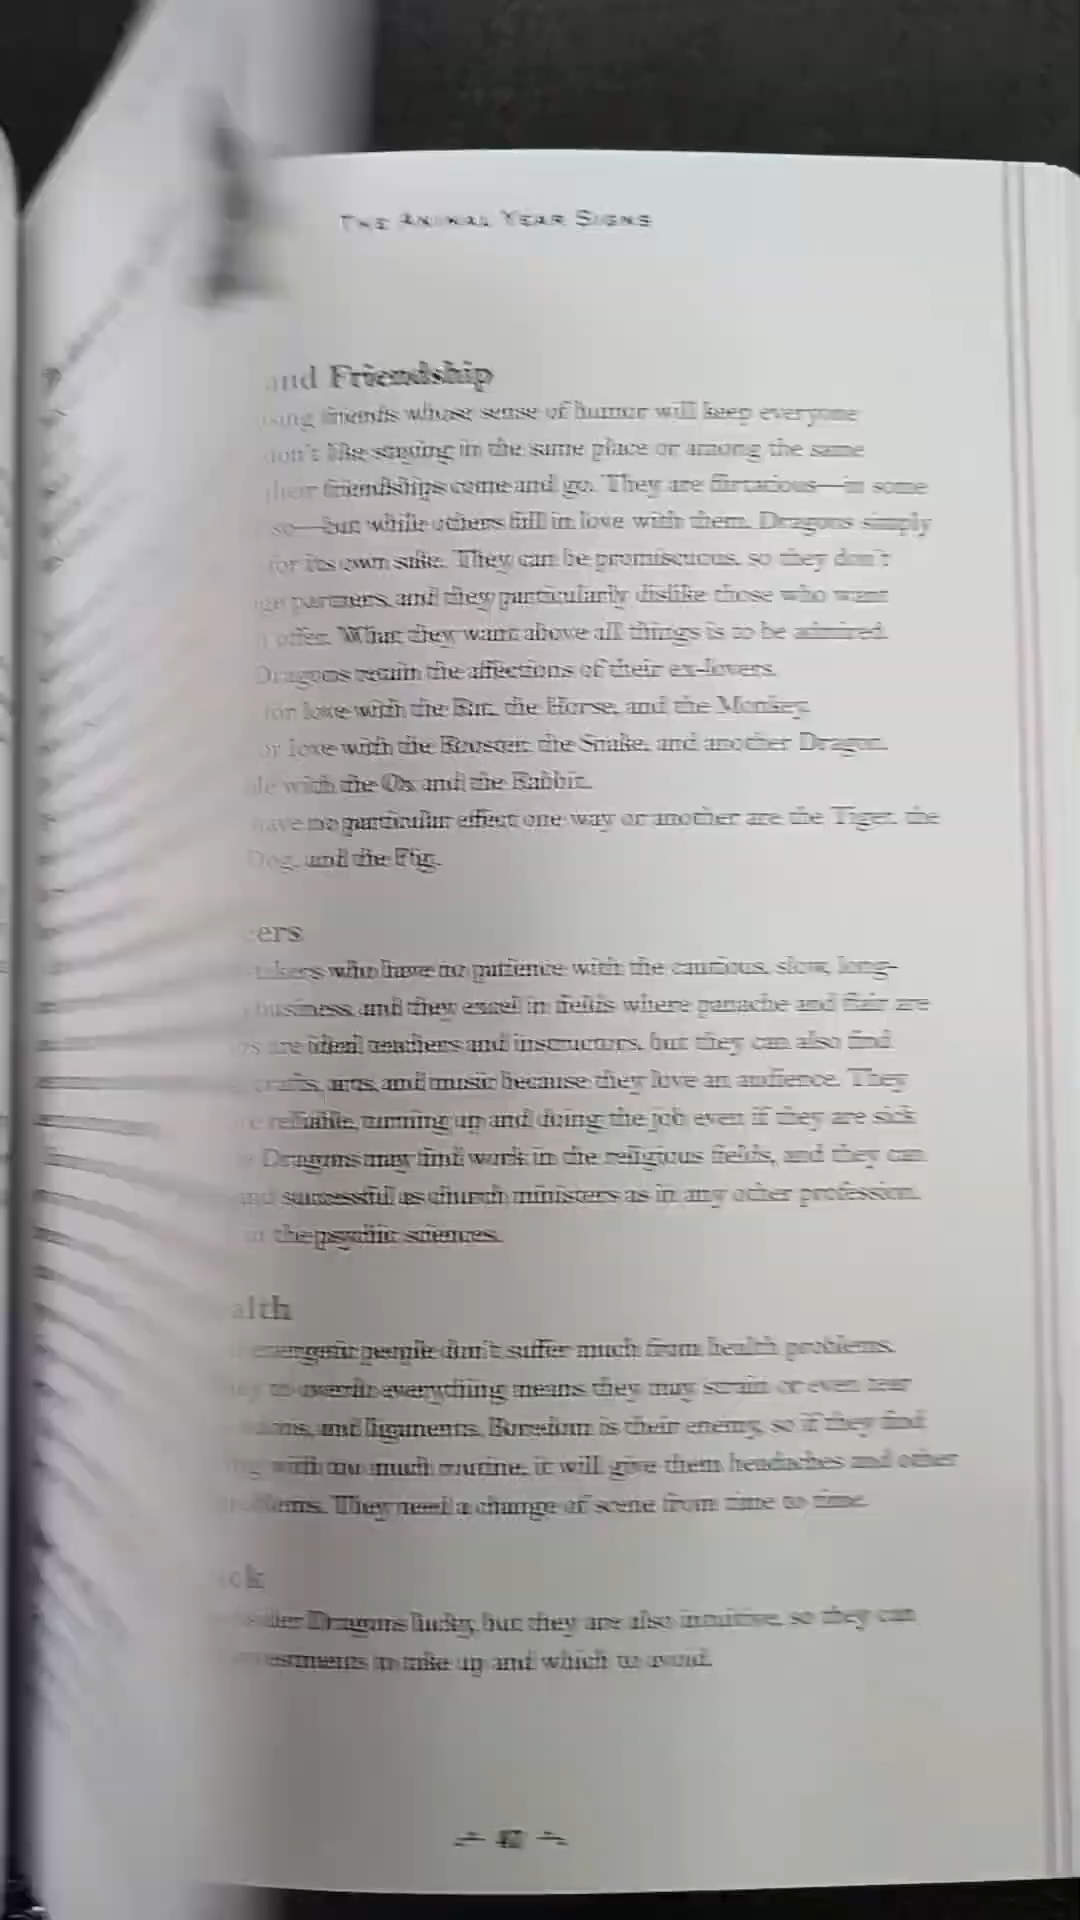 THE ANIMAL YEAR SIGNS
and Friendship
friends whose sense of humor will keep everyone
don't like staying in the same place or among the same
their friendships come and go. They are flirtatious—in some
so—but while others fall in love with them, Dragons simply
for its own sake. They can be promiscuous, so they don't
partners, and they particularly dislike those who want
offer. What they want above all things is to be admired.
Dragons retain the affections of their ex-lovers.
for love with the Rat, the Horse, and the Monkey.
or love with the Rooster, the Snake, and another Dragon.
with the Ox and the Rabbit.
have no particular effect one way or another are the Tiger, the
Dog, and the Pig.
eers
who have no patience with the cautious, slow, long-
business, and they excel in fields where panache and flair are
are ideal teachers and instructors, but they can also find
crafts, arts, and music because they love an audience. They
reliable, turning up and doing the job even if they are sick
Dragons may find work in the religious fields, and they can
and successful as church ministers as in any other profession.
in the psychic sciences.
alth
energetic people don't suffer much from health problems.
to overdo everything means they may strain or even tear
and ligaments. Boredom is their enemy, so if they find
with too much routine, it will give them headaches and other
problems. They need a change of scene from time to time.
ck
Dragons lucky, but they are also intuitive, so they can
investments to take up and which to avoid.